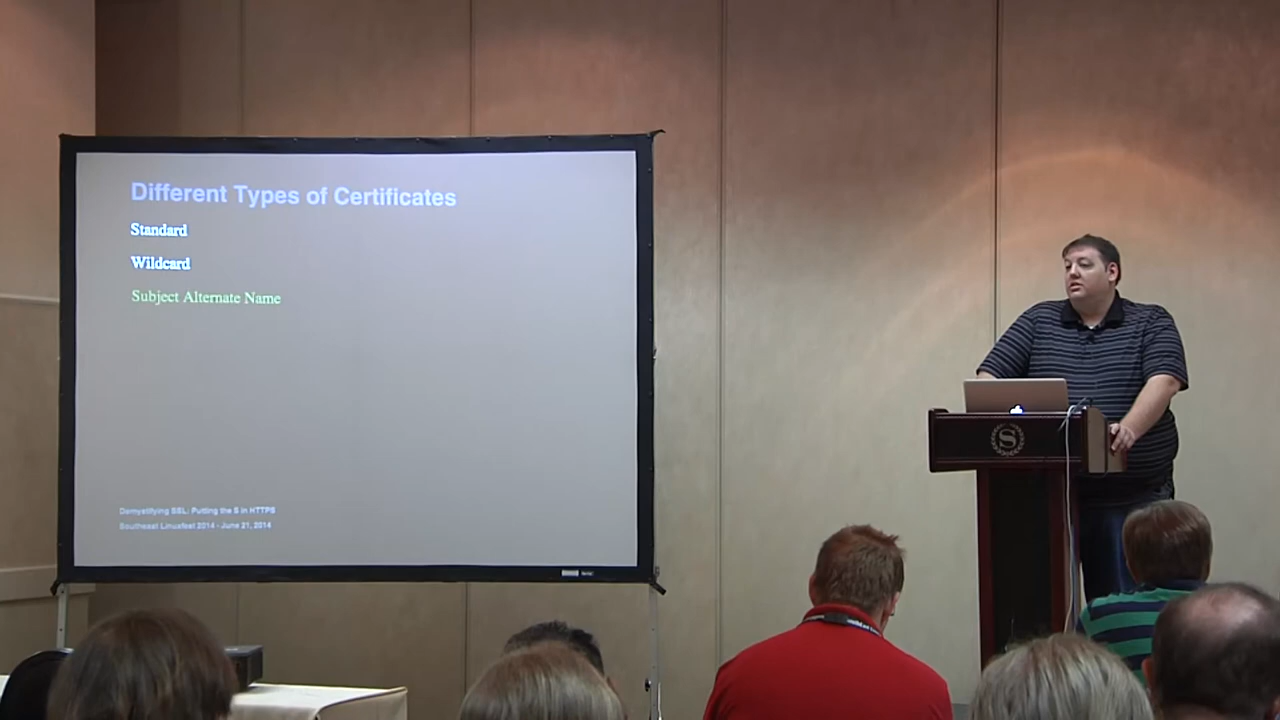 Different Types of Certificates
Standard
Wildcard
Subject Alternate Name
Demystifying SSL: Putting the S in HTTPS
Southeast Linuxfest 2014 - June 21, 2014
S